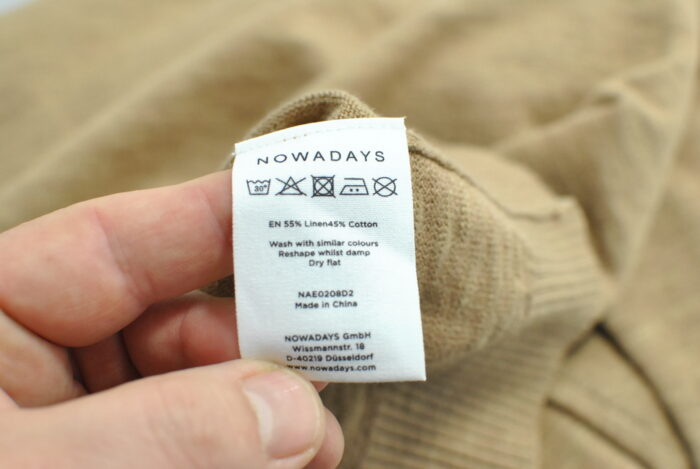 NOWADAYS
30°
EN 55% Linen45% Cotton
Wash with similar colours
Reshape whilst damp
Dry flat
NAE0208D2
Made in China
NOWADAYS GmbH
Wissmannstr. 18
D-40219 Düsseldorf
www.nowadays.com